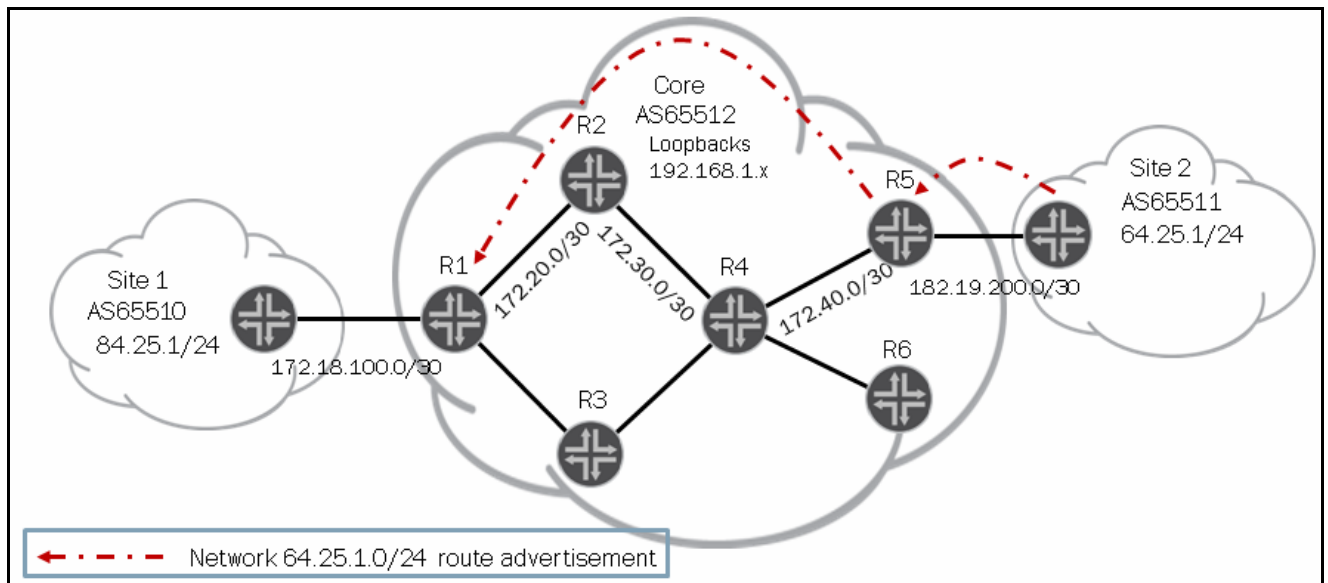 Core
AS65512
Loopbacks
192.168.1.x
R2
R5
Site 2
AS65511
64.25.1/24
Site 1
AS65510
84.25.1/24
R1
172.20.0/30
172.30.0/30
R4
172.40.0/30
182.19.200.0/30
172.18.100.0/30
R6
R3
Network 64.25.1.0/24 route advertisement